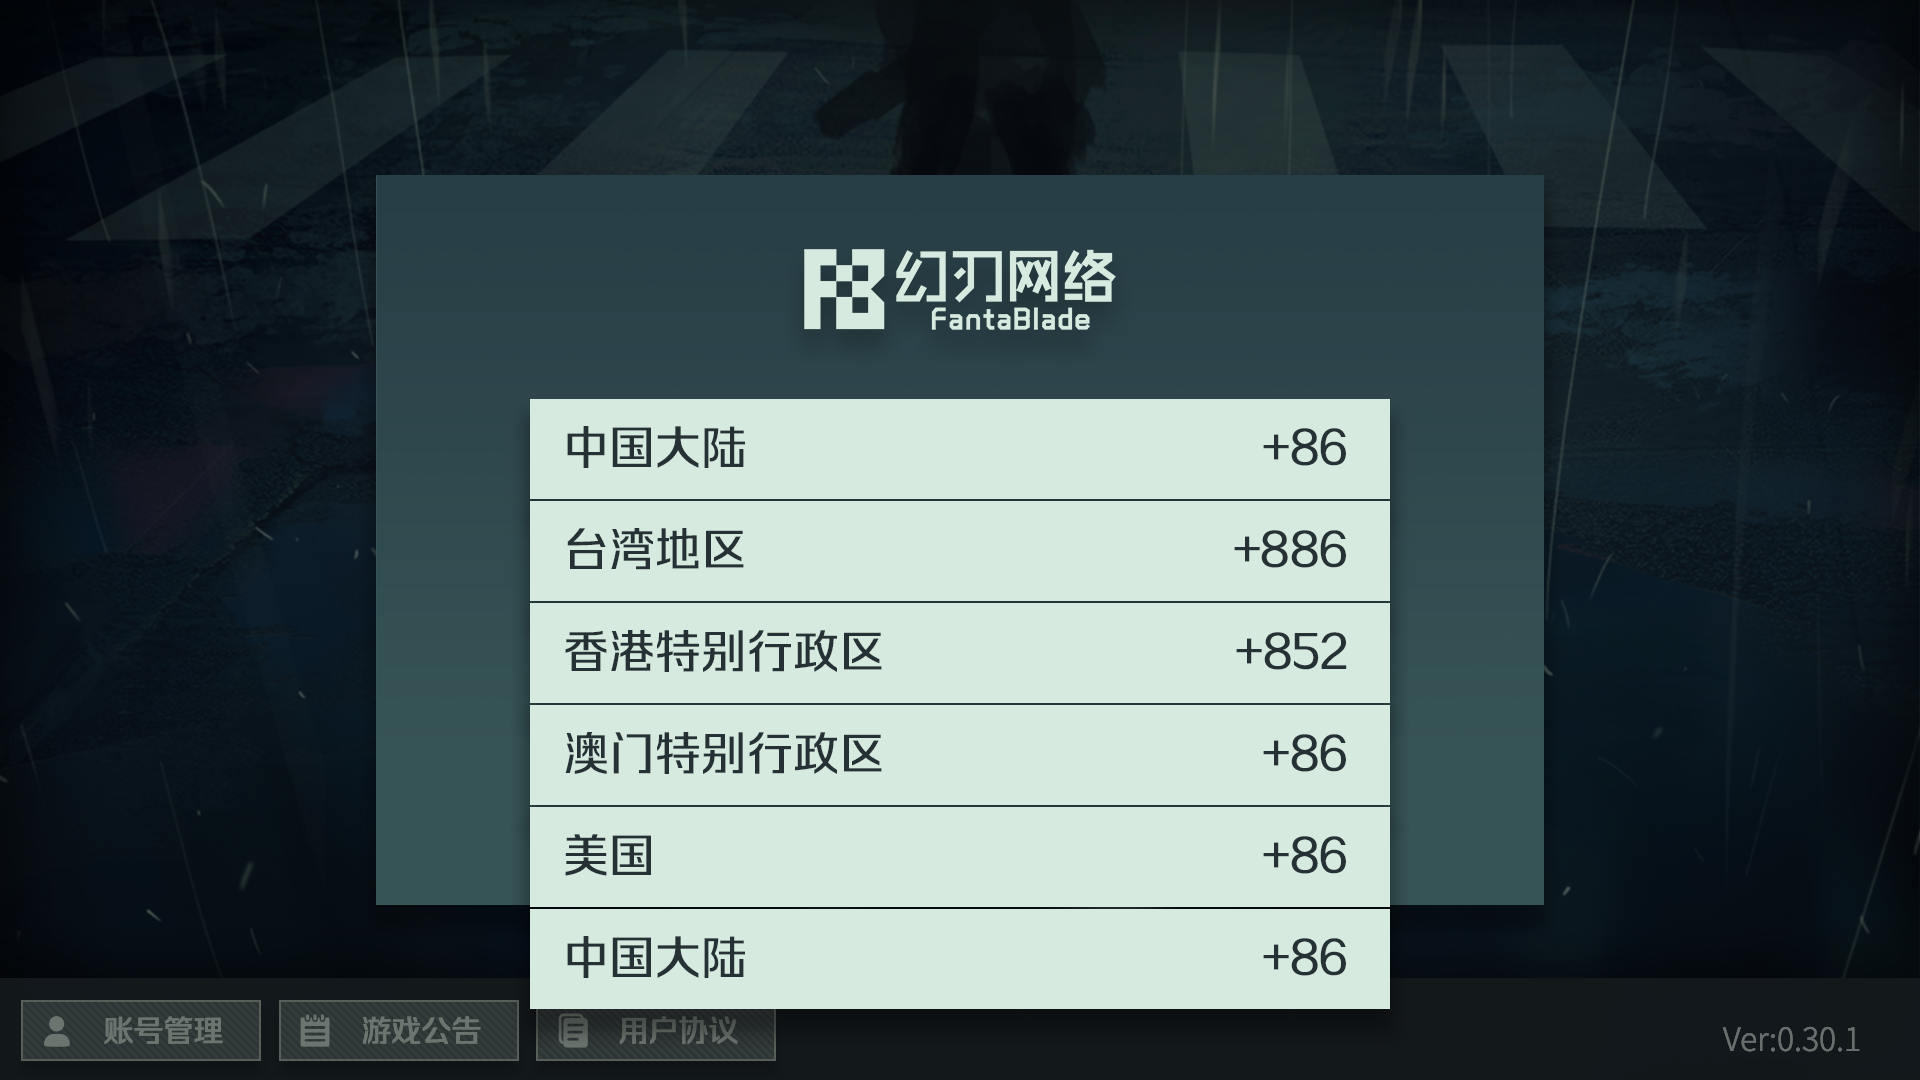 幻刃网络
FantaBlade
中国大陆 +86
台湾地区 +886
香港特别行政区 +852
澳门特别行政区 +86
美国 +86
中国大陆 +86
账号管理 游戏公告 用户协议
Ver:0.30.1